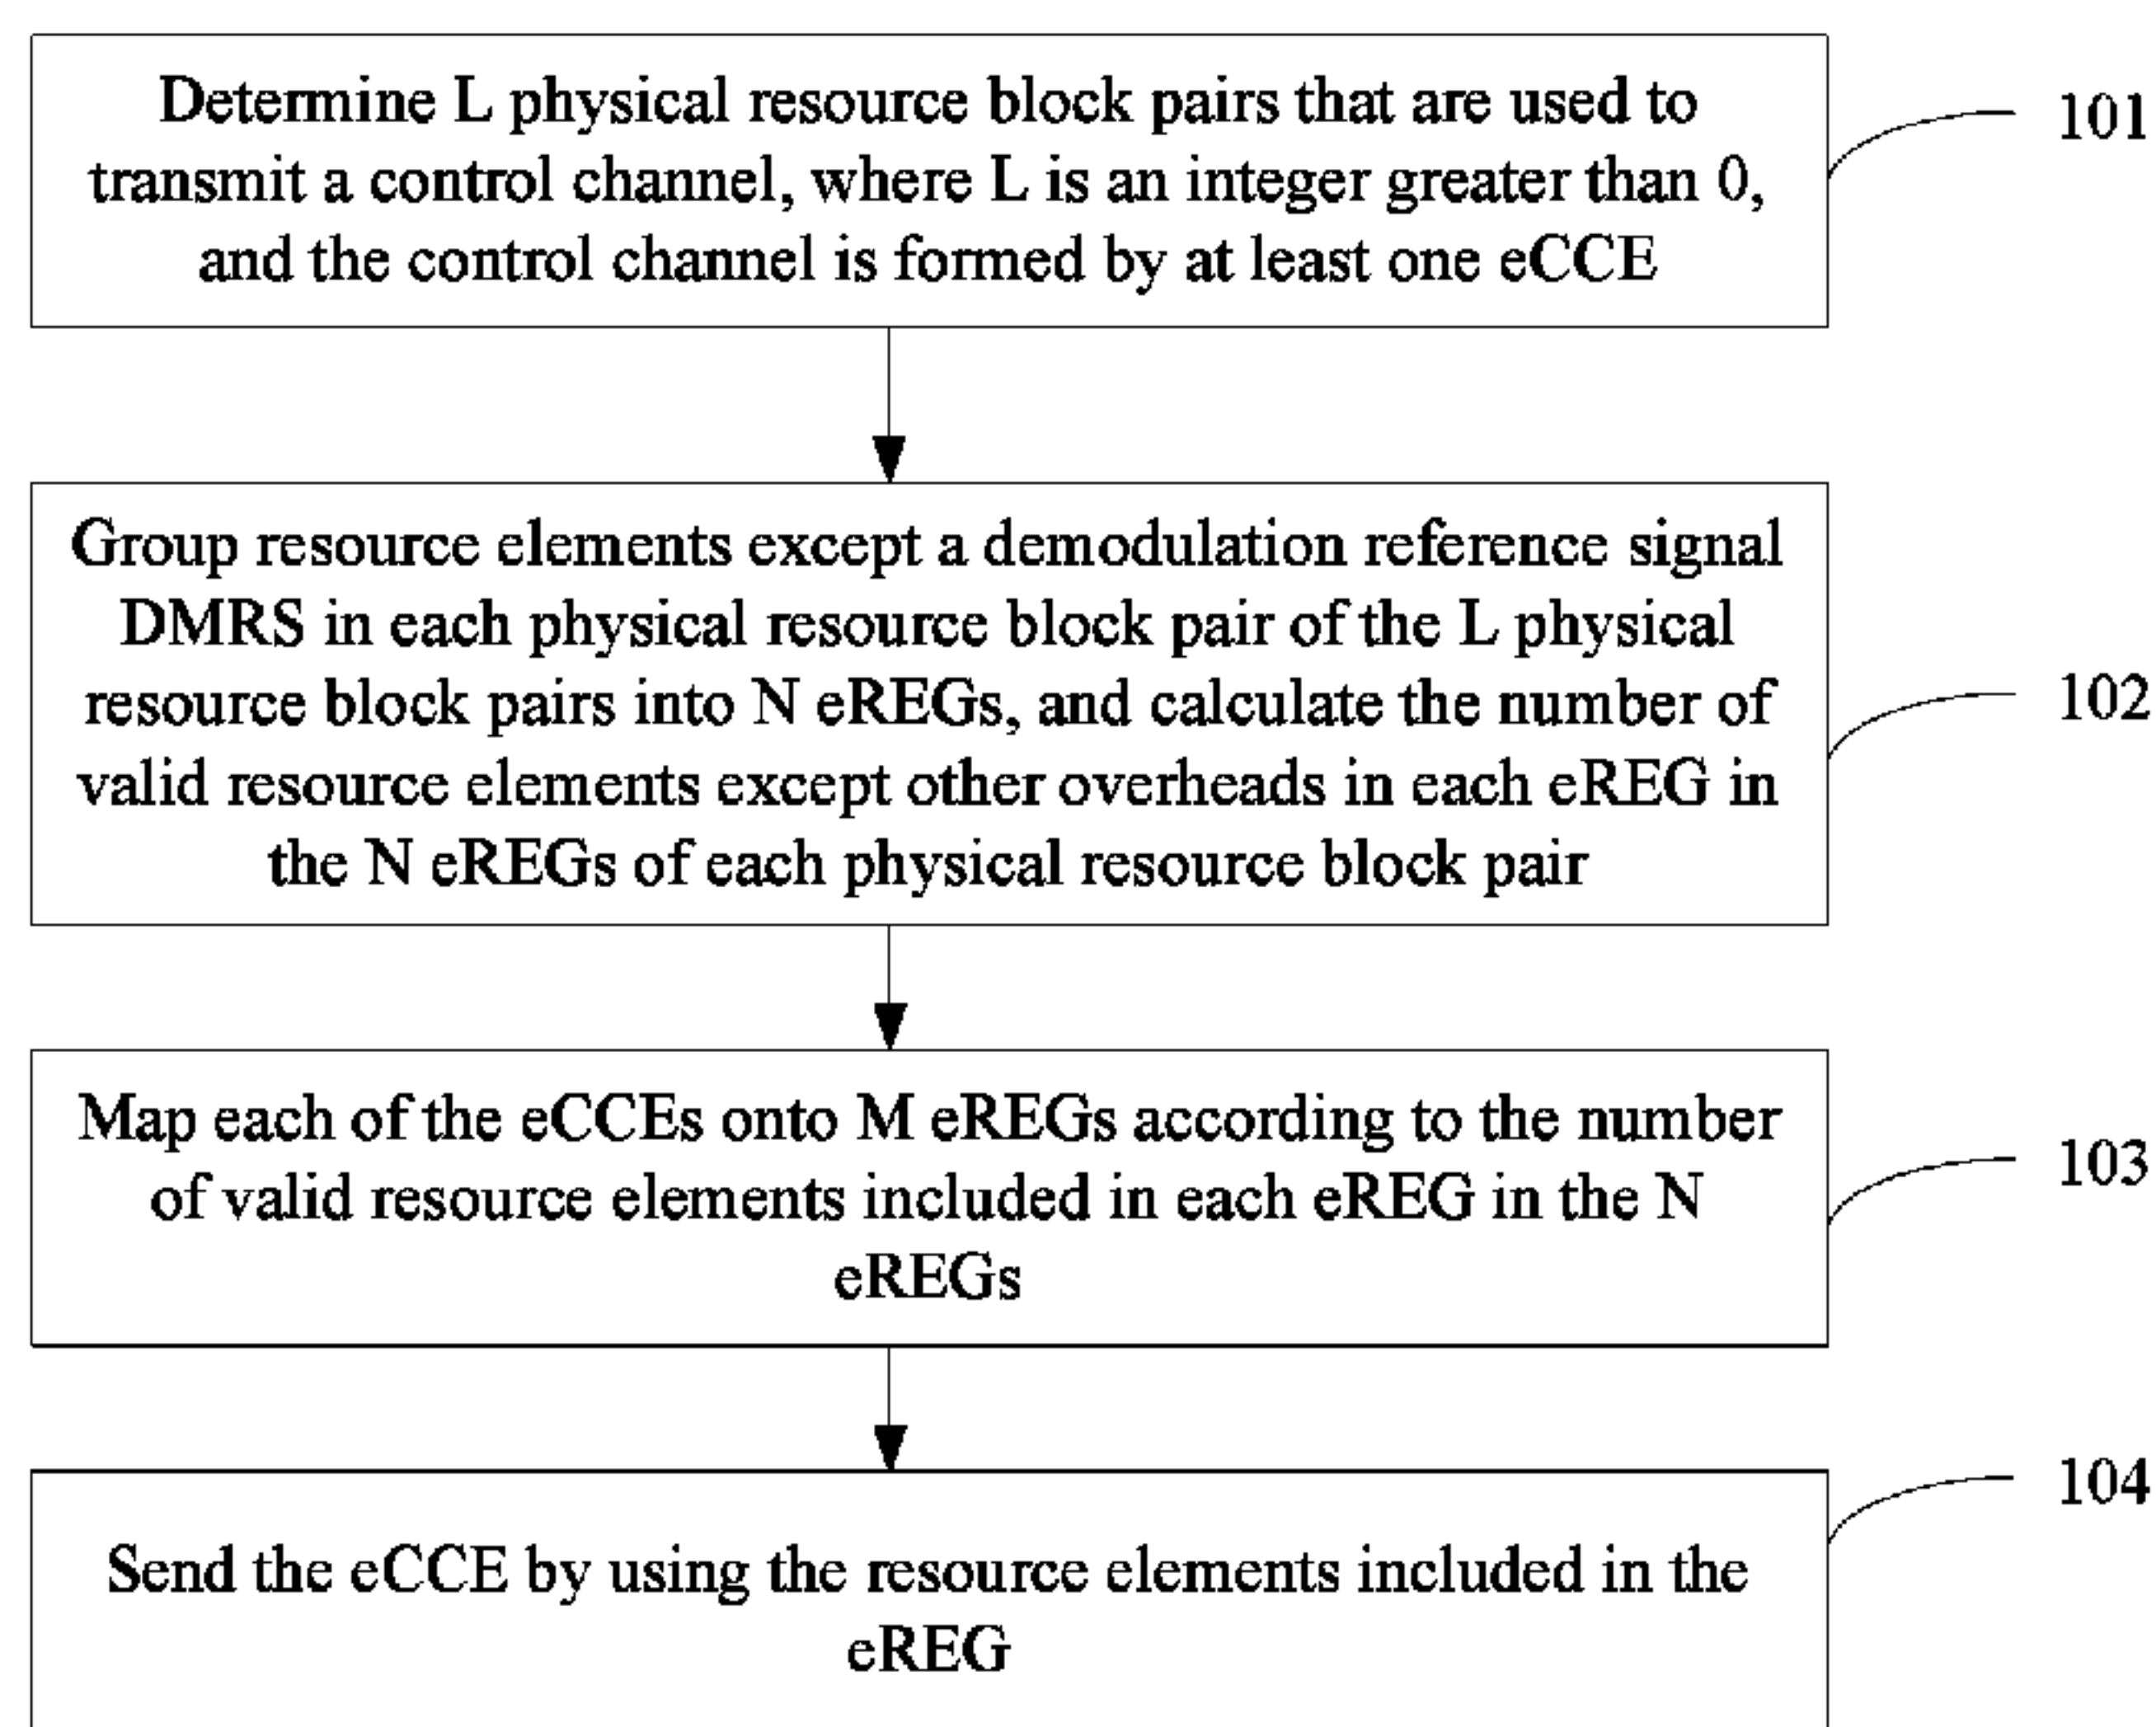 Determine L physical resource block pairs that are used to
transmit a control channel, where L is an integer greater than 0,
and the control channel is formed by at least one eCCE
101
Group resource elements except a demodulation reference signal
DMRS in each physical resource block pair of the L physical
resource block pairs into N eREGs, and calculate the number of
valid resource elements except other overheads in each eREG in
the N eREGs of each physical resource block pair
102
Map each of the eCCEs onto M eREGs according to the number
of valid resource elements included in each eREG in the N
eREGs
103
Send the eCCE by using the resource elements included in the
eREG
104